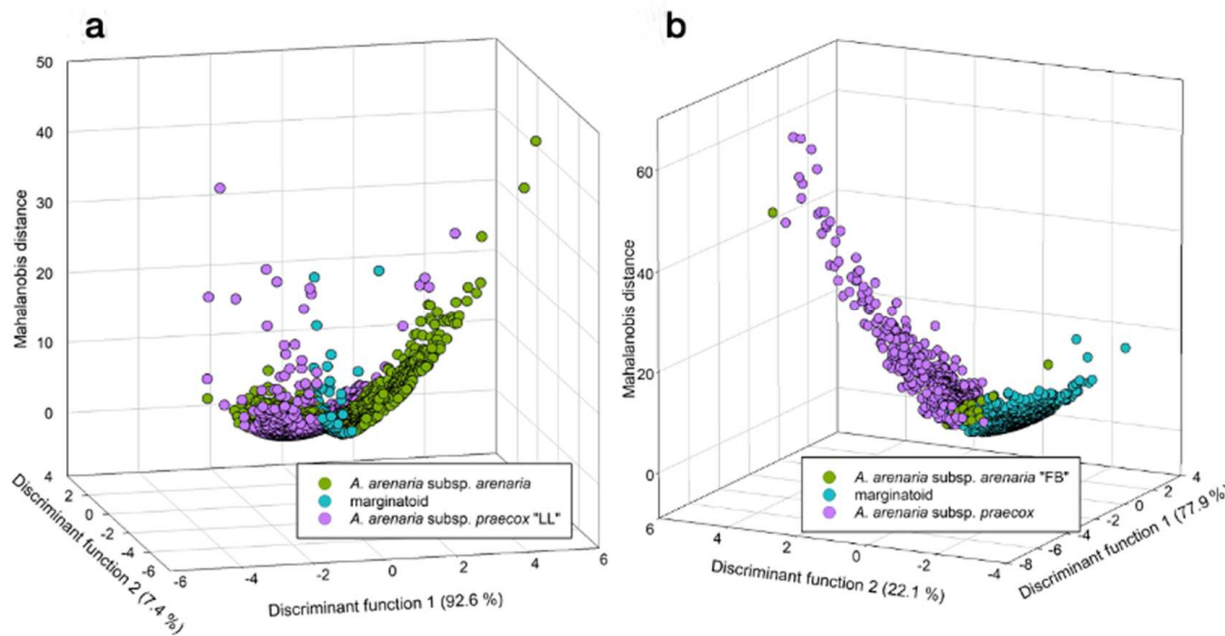 a
50
40
30
20
10
0
Mahalanobis distance
4
2
0
-2
-4
-6
Discriminant function 2 (7.4 %)
-6
-4
-2
0
2
4
6
Discriminant function 1 (92.6 %)
A. arenaria subsp. arenaria
marginatoid
A. arenaria subsp. praecox "LL"
b
60
40
20
0
Mahalanobis distance
6
4
2
0
-2
-4
Discriminant function 2 (22.1 %)
4
2
0
-2
-4
-6
-8
Discriminant function 1 (77.9 %)
A. arenaria subsp. arenaria "FB"
marginatoid
A. arenaria subsp. praecox